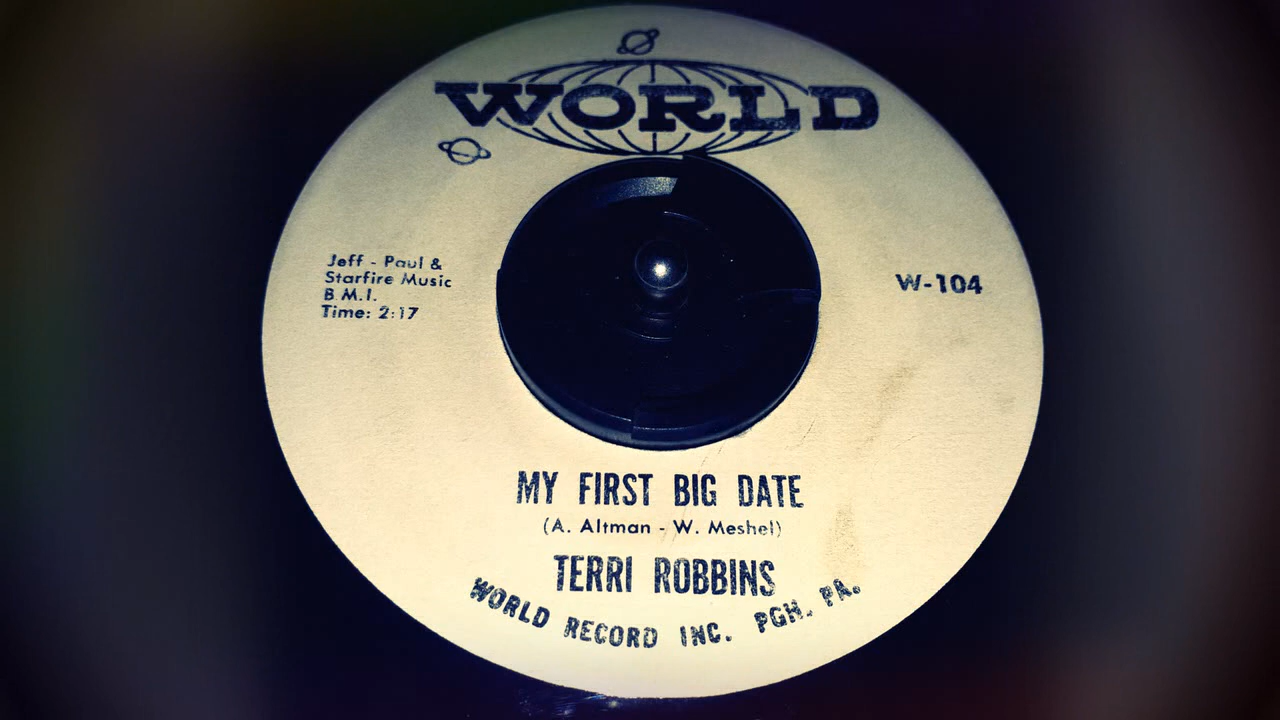 WORLD
Jeff - Paul &
Starfire Music
B.M.I.
Time: 2:17
W-104
MY FIRST BIG DATE
(A. Altman - W. Meshel)
TERRI ROBBINS
WORLD RECORD INC. PGH. PA.